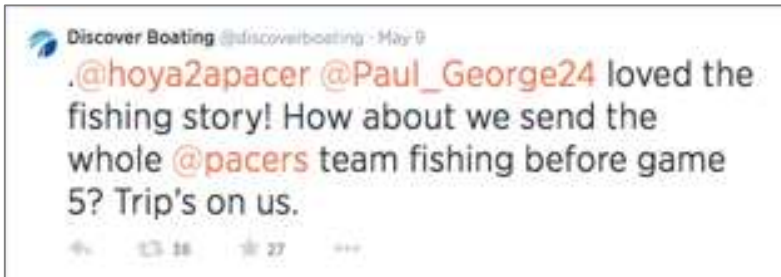 Discover Boating @discoverboating · May 9
.@hoya2apacer @Paul_George24 loved the
fishing story! How about we send the
whole @pacers team fishing before game
5? Trip's on us.
38 27